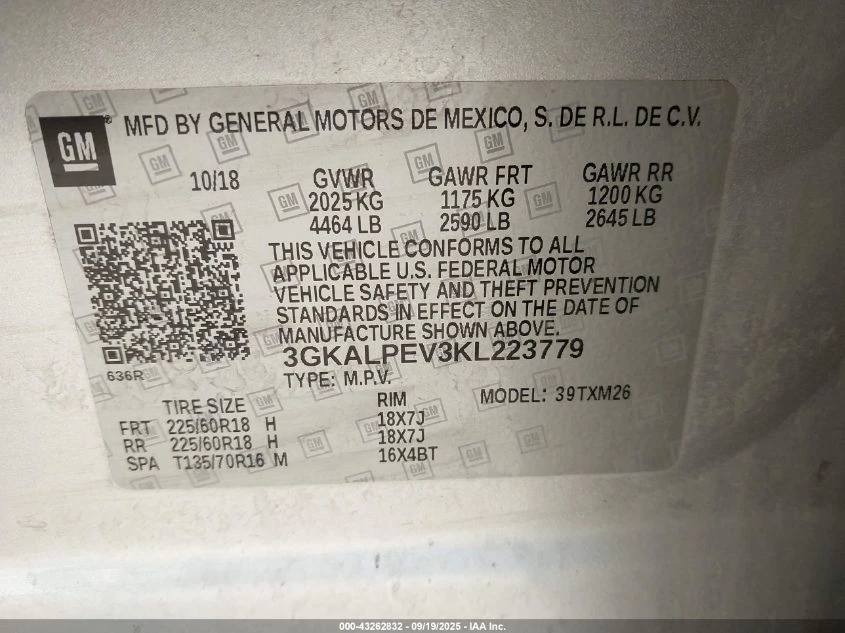 GM
MFD BY GENERAL MOTORS DE MEXICO, S. DE R.L. DE C.V.
10/18 GVWR GAWR FRT GAWR RR
2025 KG 1175 KG 1200 KG
4464 LB 2590 LB 2645 LB
THIS VEHICLE CONFORMS TO ALL
APPLICABLE U.S. FEDERAL MOTOR
VEHICLE SAFETY AND THEFT PREVENTION
STANDARDS IN EFFECT ON THE DATE OF
MANUFACTURE SHOWN ABOVE.
3GKALPEV3KL223779
636R
TYPE: M.P.V.
MODEL: 39TXM26
TIRE SIZE RIM
FRT 225/60R18 H 18X7J
RR 225/60R18 H 18X7J
SPA T135/70R16 M 16X4BT
000-43262832 - 09/19/2025 - IAA Inc.